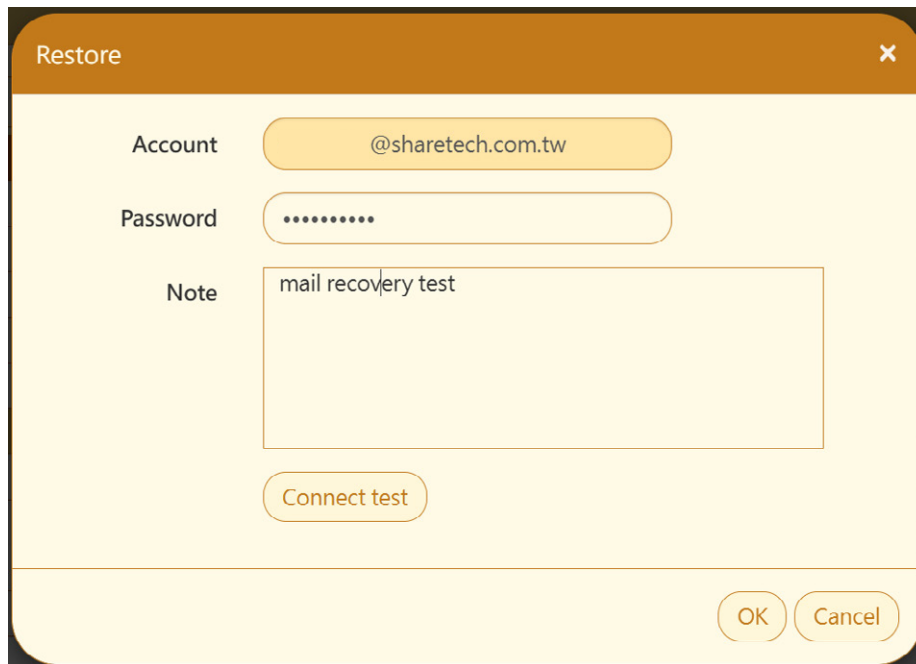 Restore ×
Account @sharetech.com.tw
Password ••••••••••
Note mail recovery test
Connect test
OK Cancel